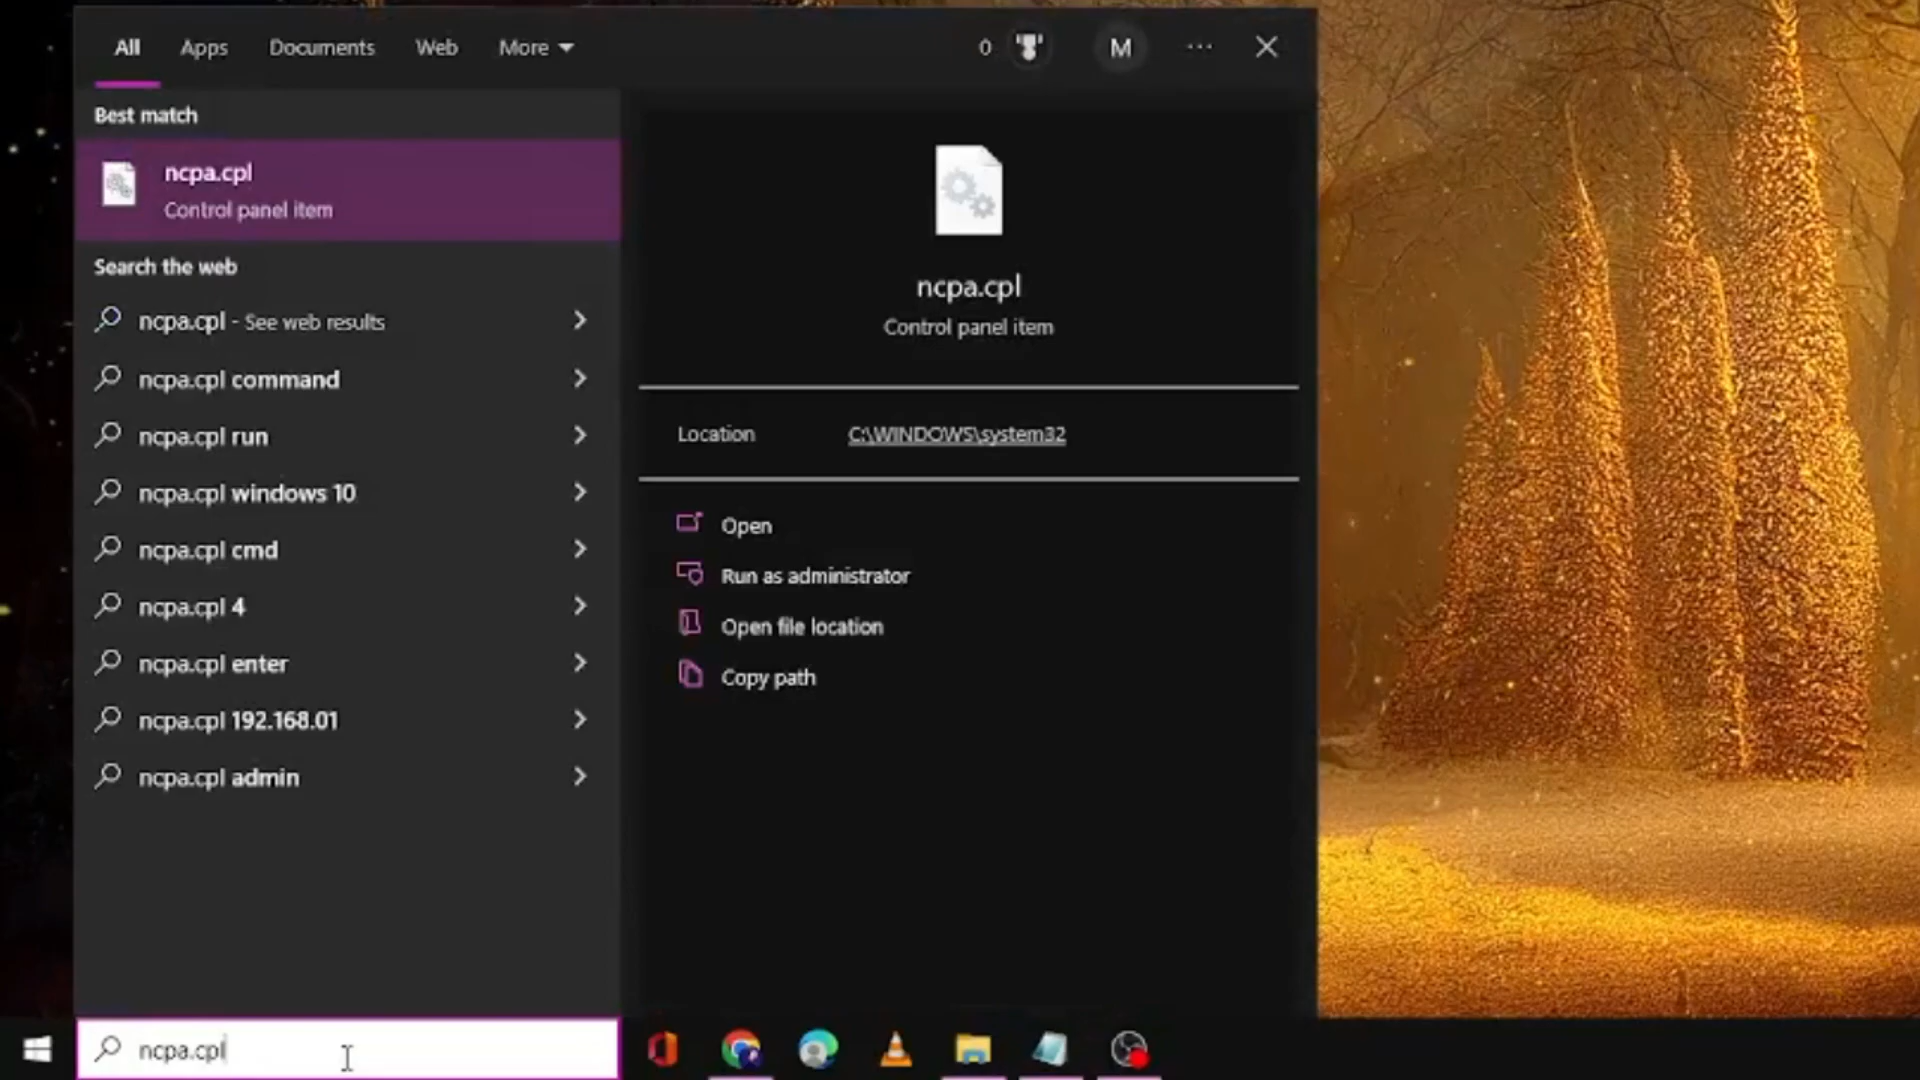 All Apps Documents Web More 0 M ...
Best match
ncpa.cpl
Control panel item
Search the web
ncpa.cpl - See web results
ncpa.cpl command
ncpa.cpl run
ncpa.cpl windows 10
ncpa.cpl cmd
ncpa.cpl 4
ncpa.cpl enter
ncpa.cpl 192.168.01
ncpa.cpl admin
ncpa.cpl
Control panel item
Location C:\WINDOWS\system32
Open
Run as administrator
Open file location
Copy path
ncpa.cpl